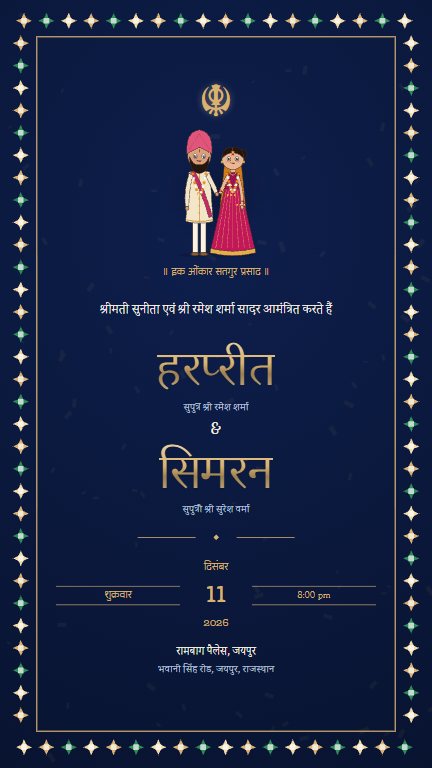 ॥ इक ओंकार सतगुर प्रसाद ॥
श्रीमती सुनीता एवं श्री रमेश शर्मा सादर आमंत्रित करते हैं
हरप्रीत
सुपुत्र श्री रमेश शर्मा
&
सिमरन
सुपुत्री श्री सुरेश वर्मा
दिसंबर
शुक्रवार 11 8:00 pm
2026
रामबाग पैलेस, जयपुर
भवानी सिंह रोड, जयपुर, राजस्थान